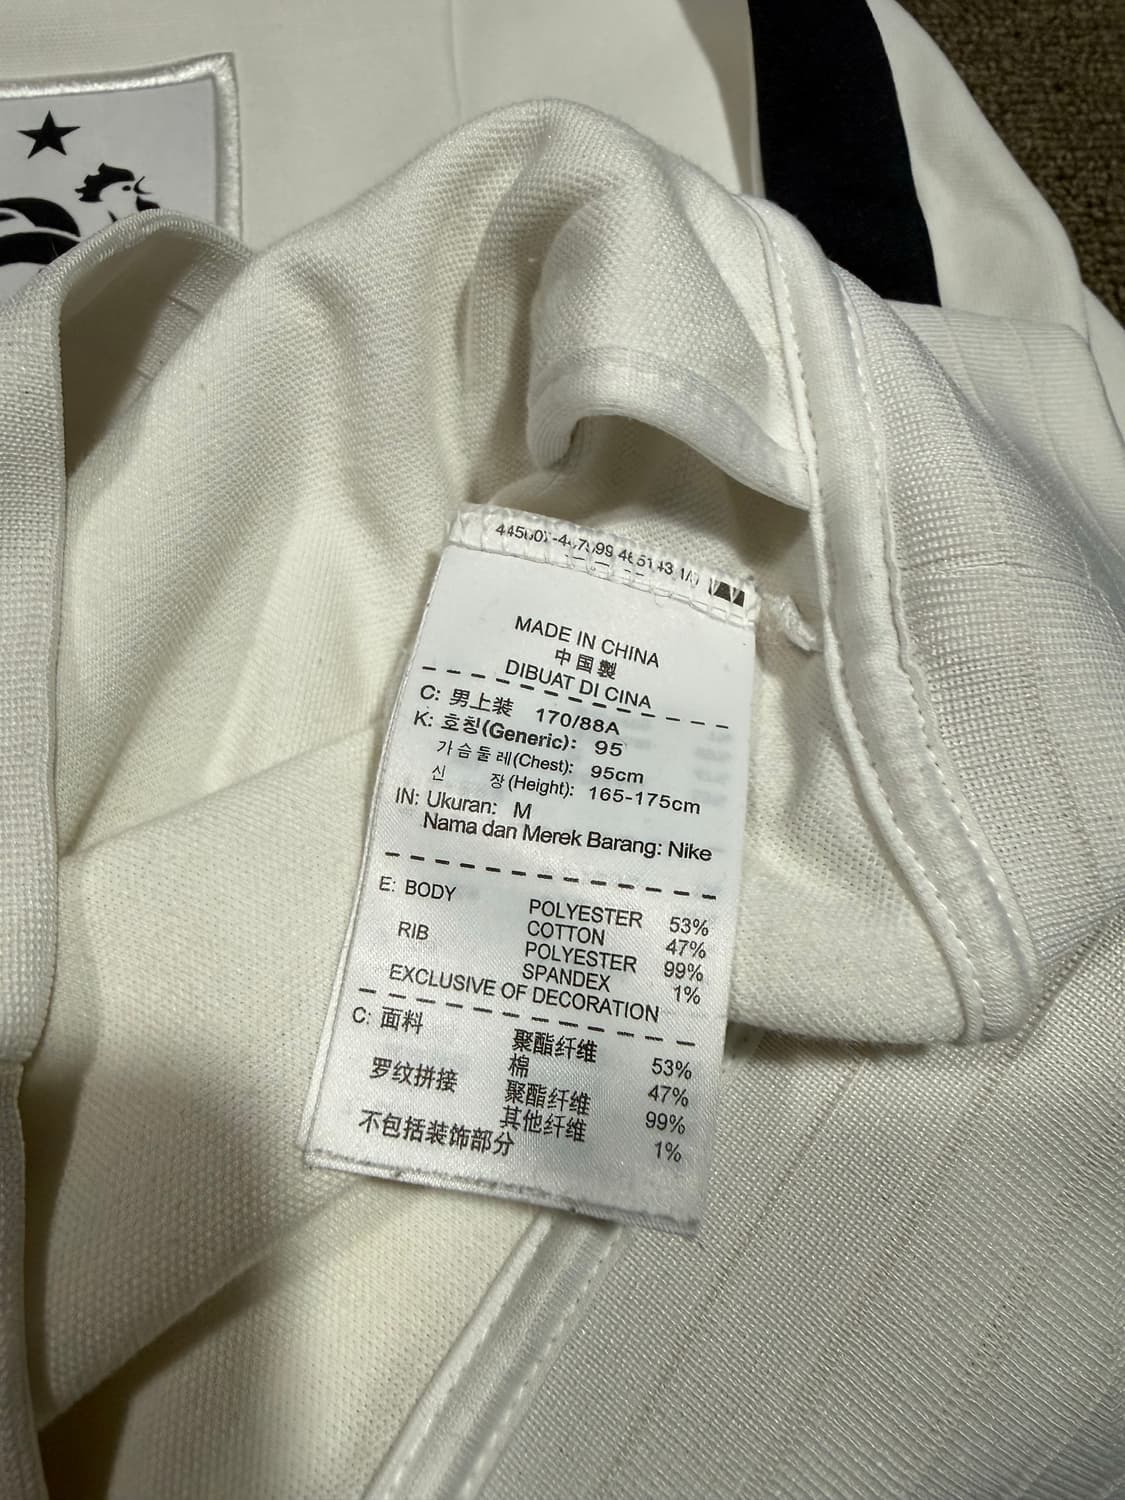 MADE IN CHINA
中国製
DIBUAT DI CINA
C: 男上装 170/88A
K: 호칭(Generic): 95
가슴둘레(Chest): 95cm
신 장(Height): 165-175cm
IN: Ukuran: M
Nama dan Merek Barang: Nike
E: BODY POLYESTER 53%
COTTON 47%
RIB POLYESTER 99%
SPANDEX 1%
EXCLUSIVE OF DECORATION
C: 面料 聚酯纤维 53%
棉 47%
罗纹拼接 聚酯纤维 99%
其他纤维 1%
不包括装饰部分